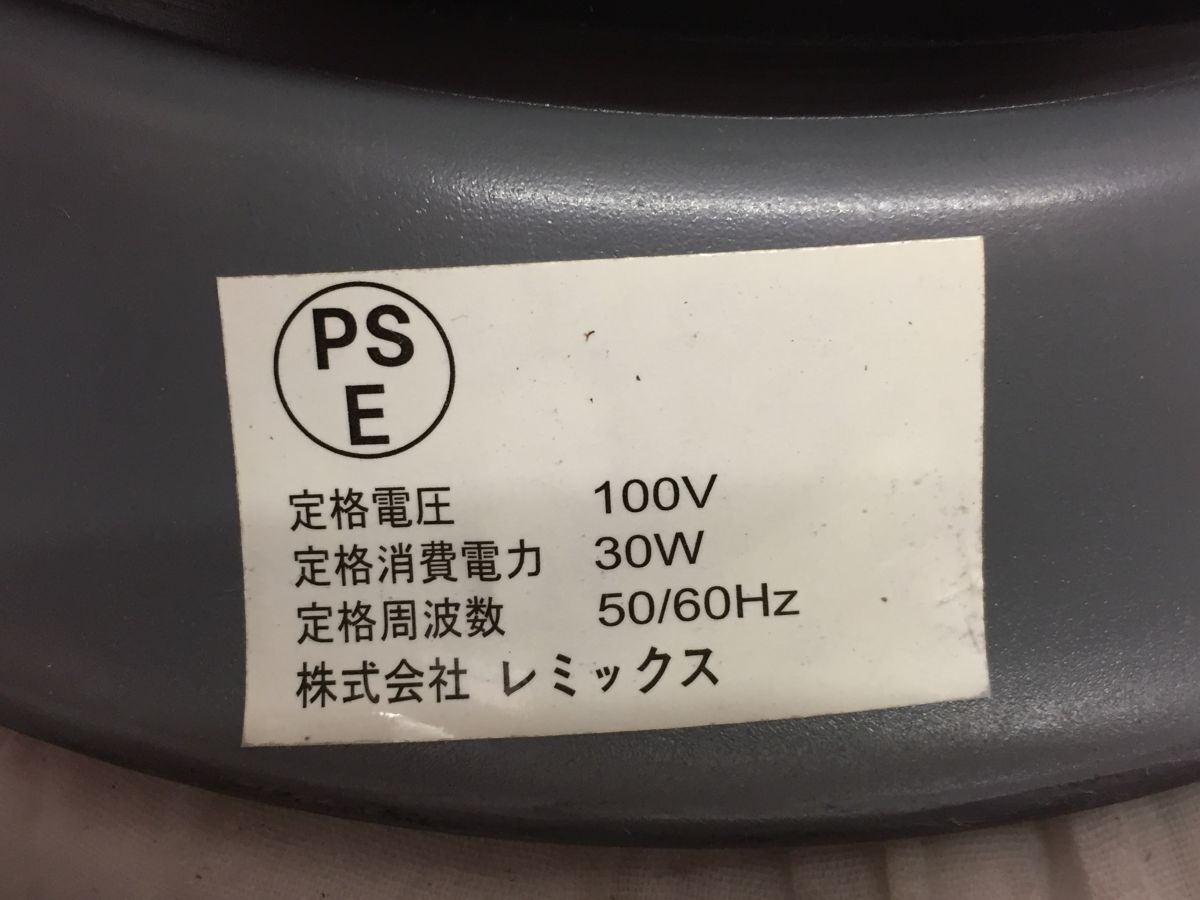 PS
E
定格電圧 100V
定格消費電力 30W
定格周波数 50/60Hz
株式会社 レミックス